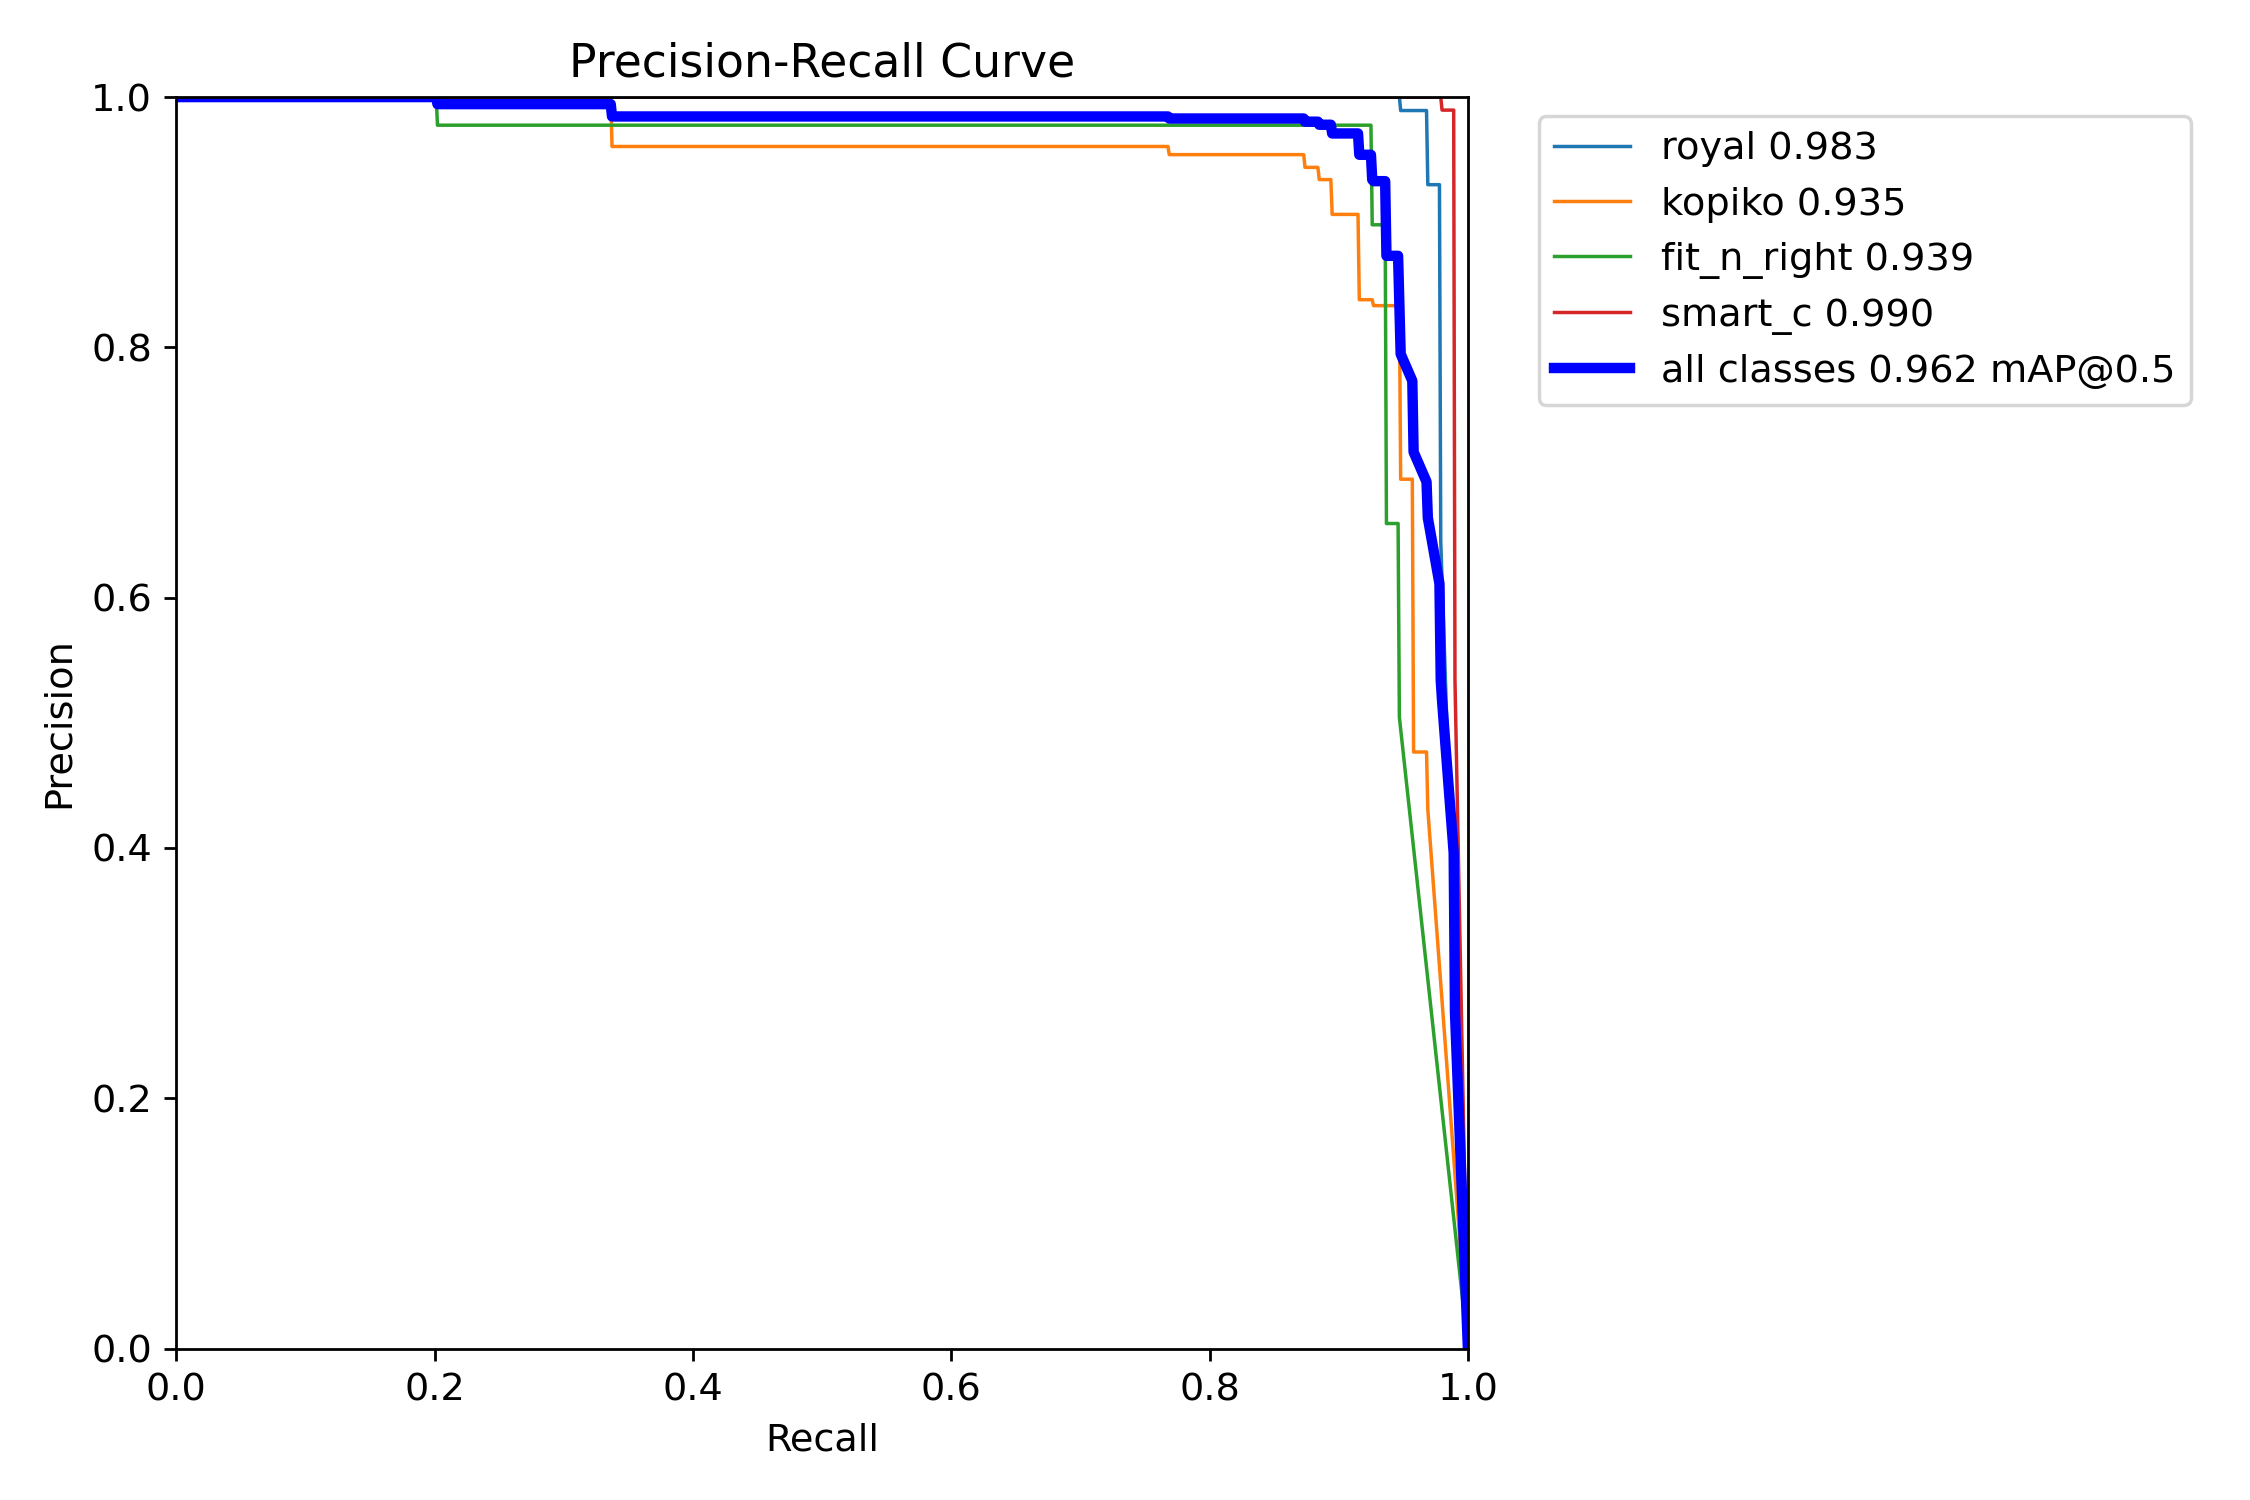 Precision-Recall Curve
1.0
0.8
0.6
0.4
0.2
0.0
Precision
0.0 0.2 0.4 0.6 0.8 1.0
Recall
royal 0.983
kopiko 0.935
fit_n_right 0.939
smart_c 0.990
all classes 0.962 mAP@0.5